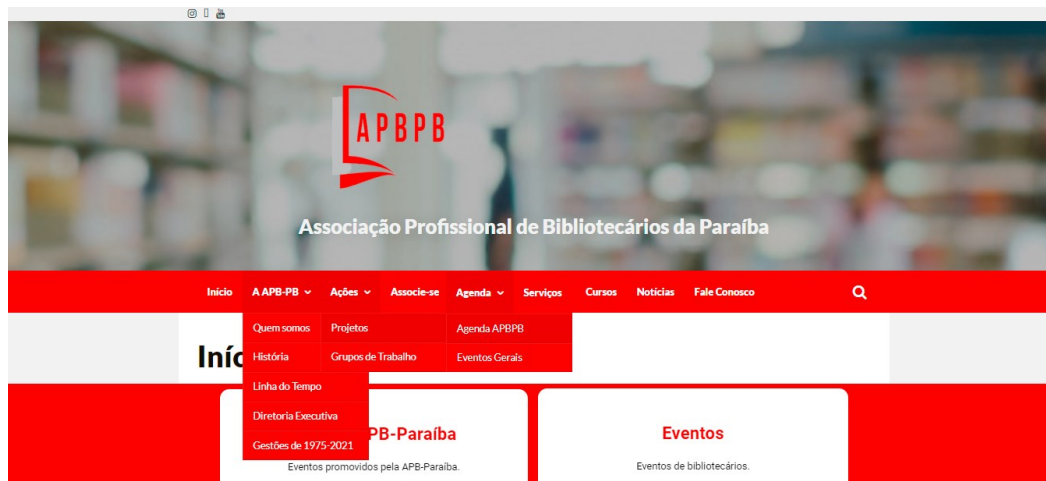 APBPB
Associação Profissional de Bibliotecários da Paraíba
Início A APB-PB Ações Associe-se Agenda Serviços Cursos Notícias Fale Conosco
Quem somos Projetos Agenda APBPB
História Grupos de Trabalho Eventos Gerais
Linha do Tempo
Diretoria Executiva
Gestões de 1975-2021
Iníc
PB-Paraíba Eventos
Eventos promovidos pela APB-Paraíba. Eventos de bibliotecários.